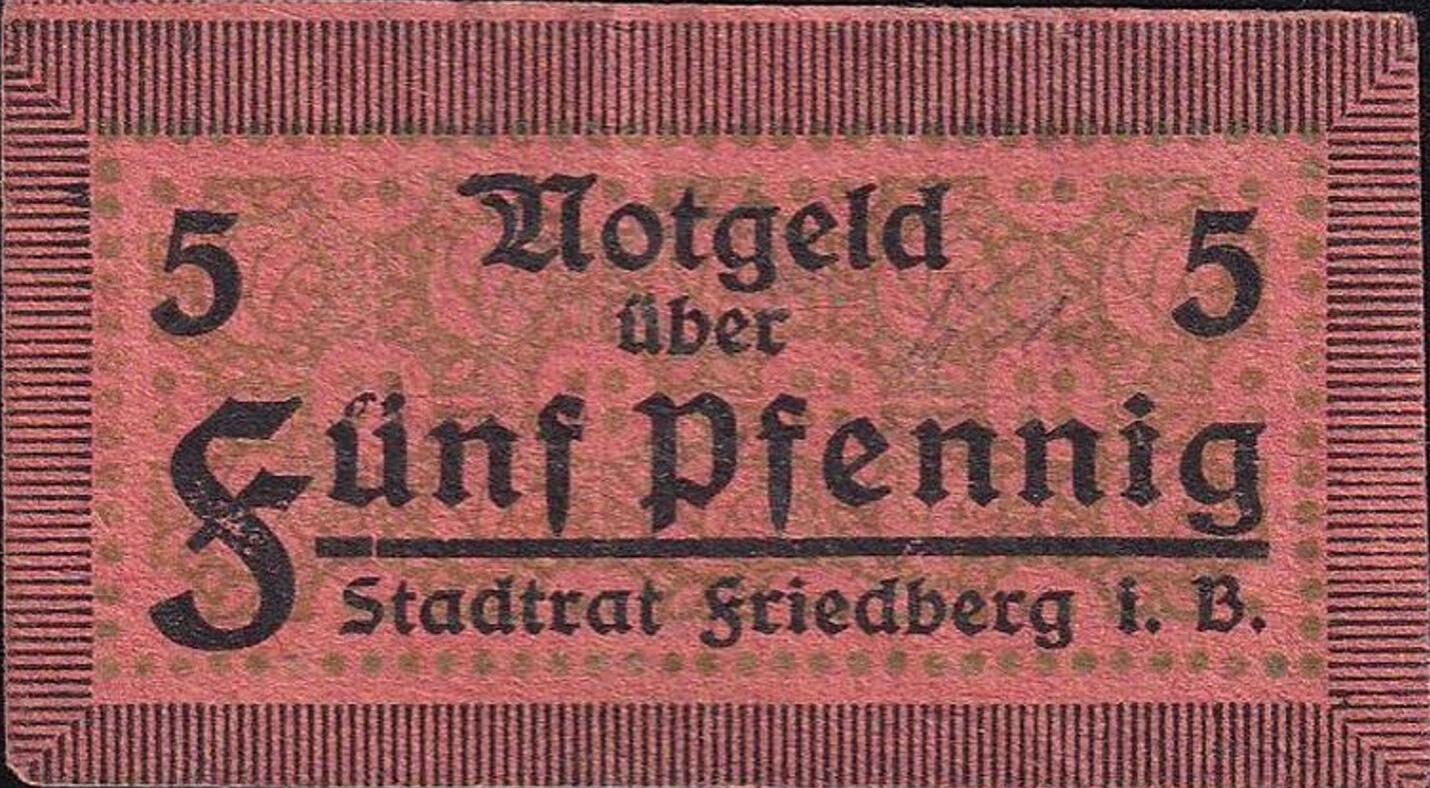 5 Notgeld 5
über
Fünf Pfennig
Stadtrat Friedberg i. B.